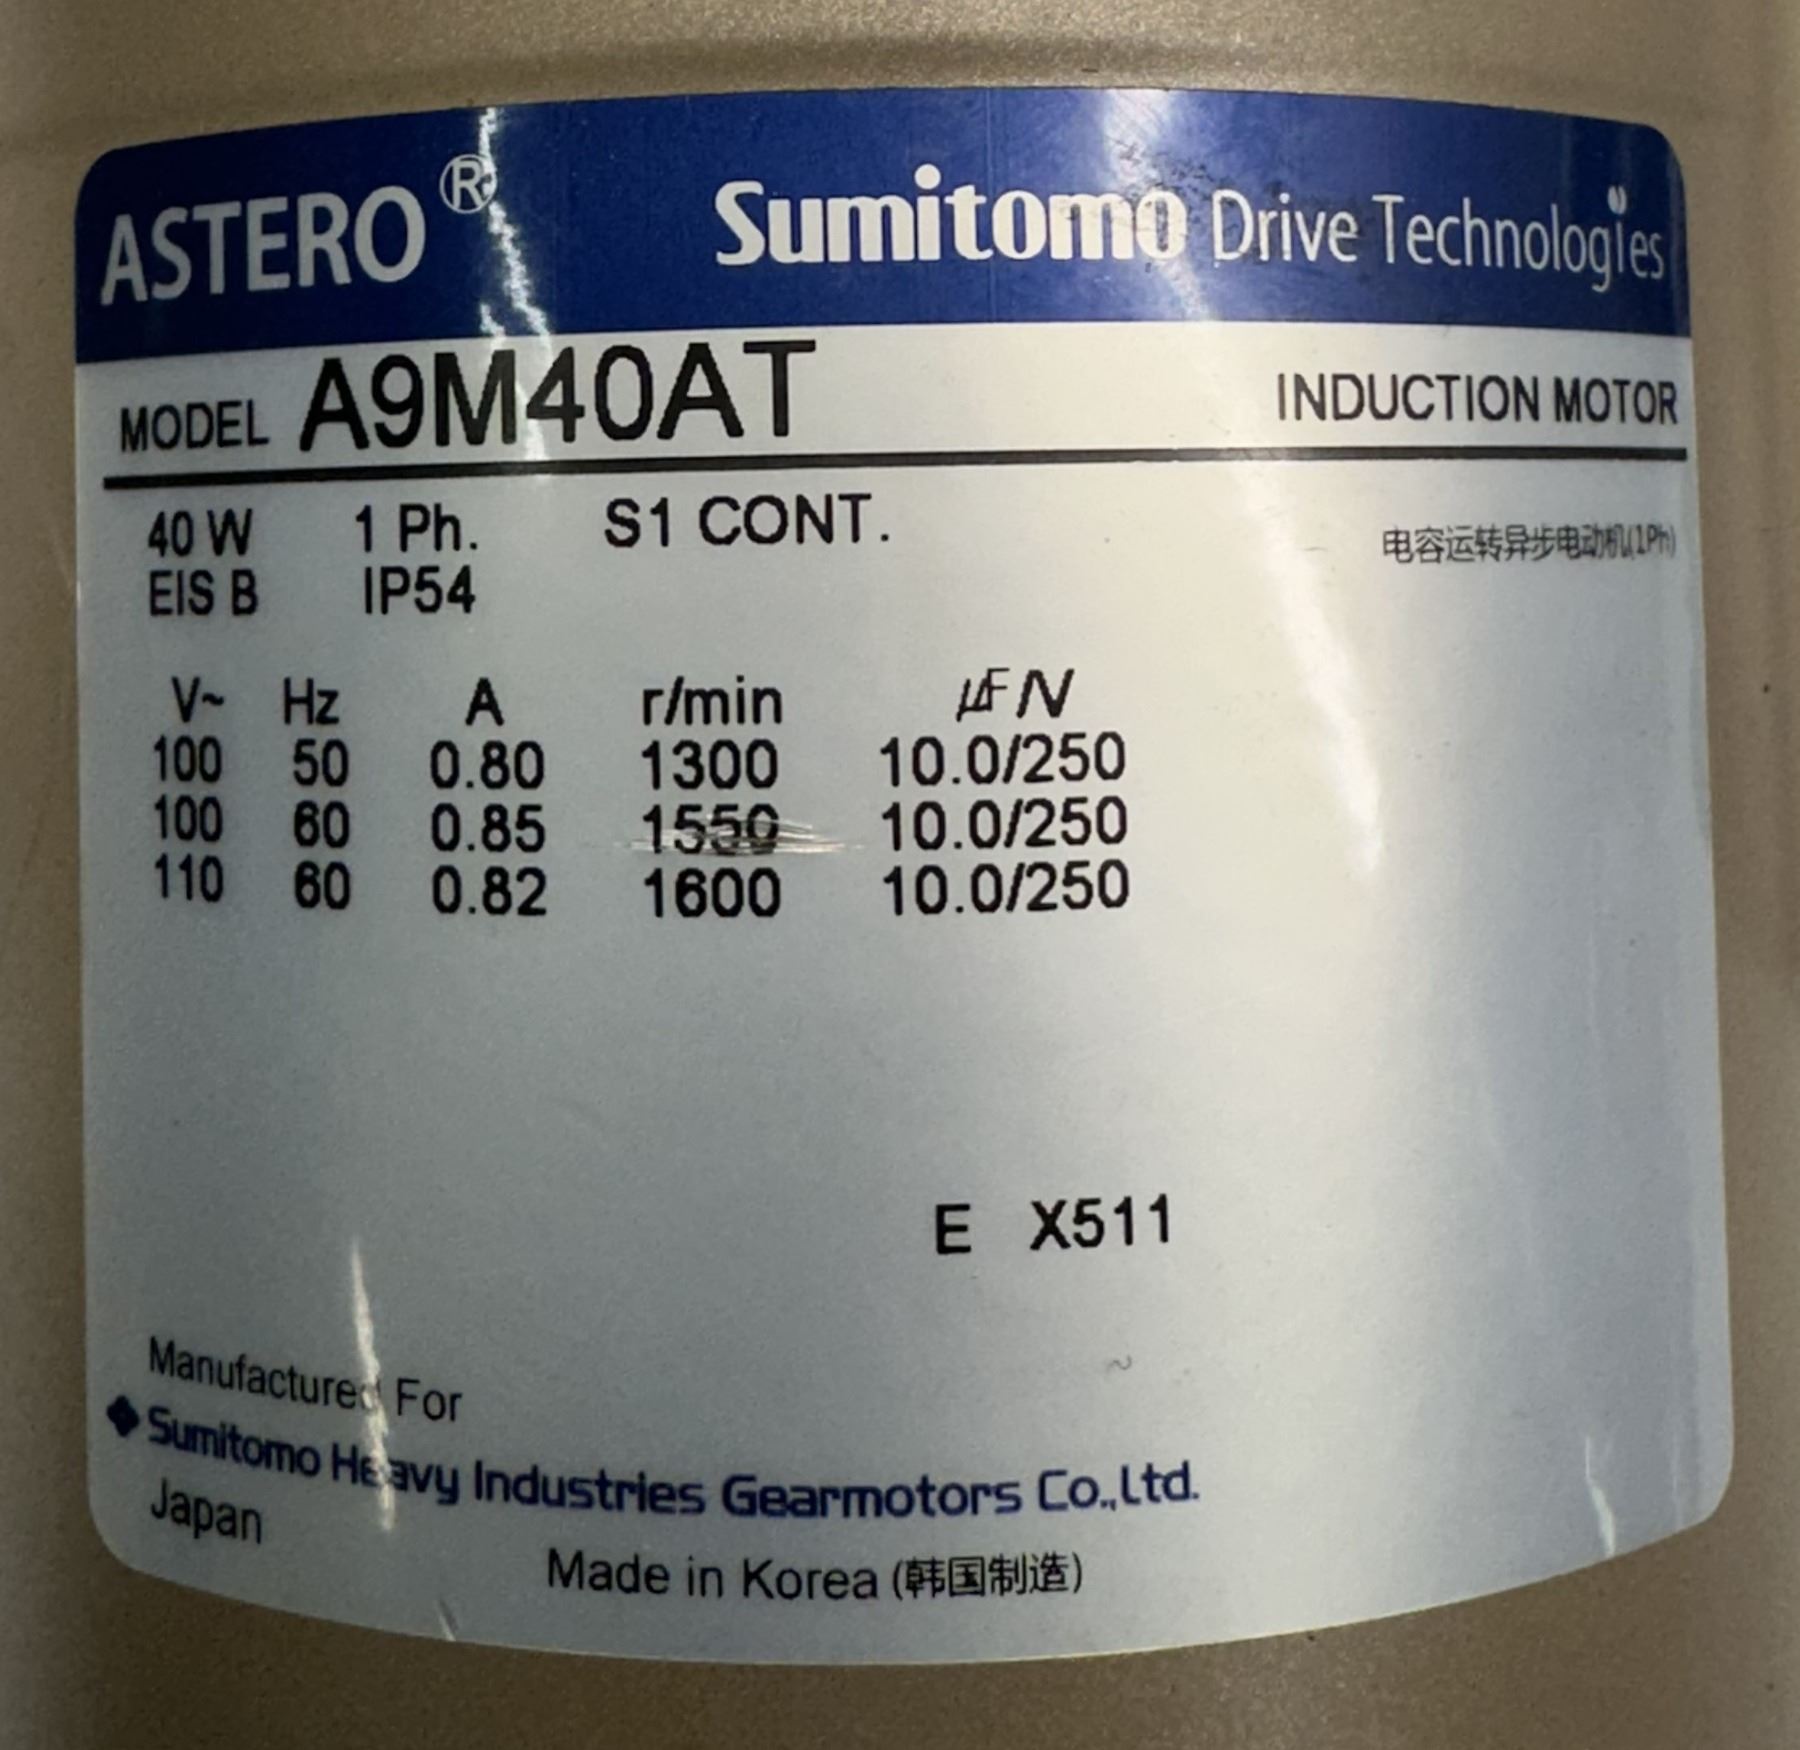 ASTERO® Sumitomo Drive Technologies
MODEL A9M40AT INDUCTION MOTOR
40 W 1 Ph. S1 CONT. 电容运转异步电动机(1Ph)
EIS B IP54
V~ Hz A r/min µF/V
100 50 0.80 1300 10.0/250
100 60 0.85 1550 10.0/250
110 60 0.82 1600 10.0/250
E X511
Manufactured For
Sumitomo Heavy Industries Gearmotors Co.,Ltd.
Japan
Made in Korea (韩国制造)